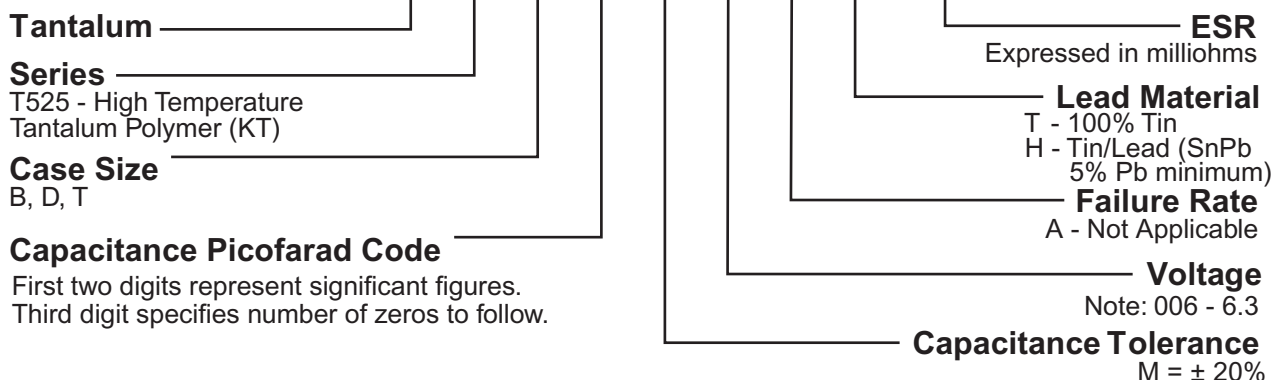 Tantalum
Series
T525 - High Temperature
Tantalum Polymer (KT)
Case Size
B, D, T
Capacitance Picofarad Code
First two digits represent significant figures.
Third digit specifies number of zeros to follow.
ESR
Expressed in milliohms
Lead Material
T - 100% Tin
H - Tin/Lead (SnPb
5% Pb minimum)
Failure Rate
A - Not Applicable
Voltage
Note: 006 - 6.3
Capacitance Tolerance
M = ± 20%